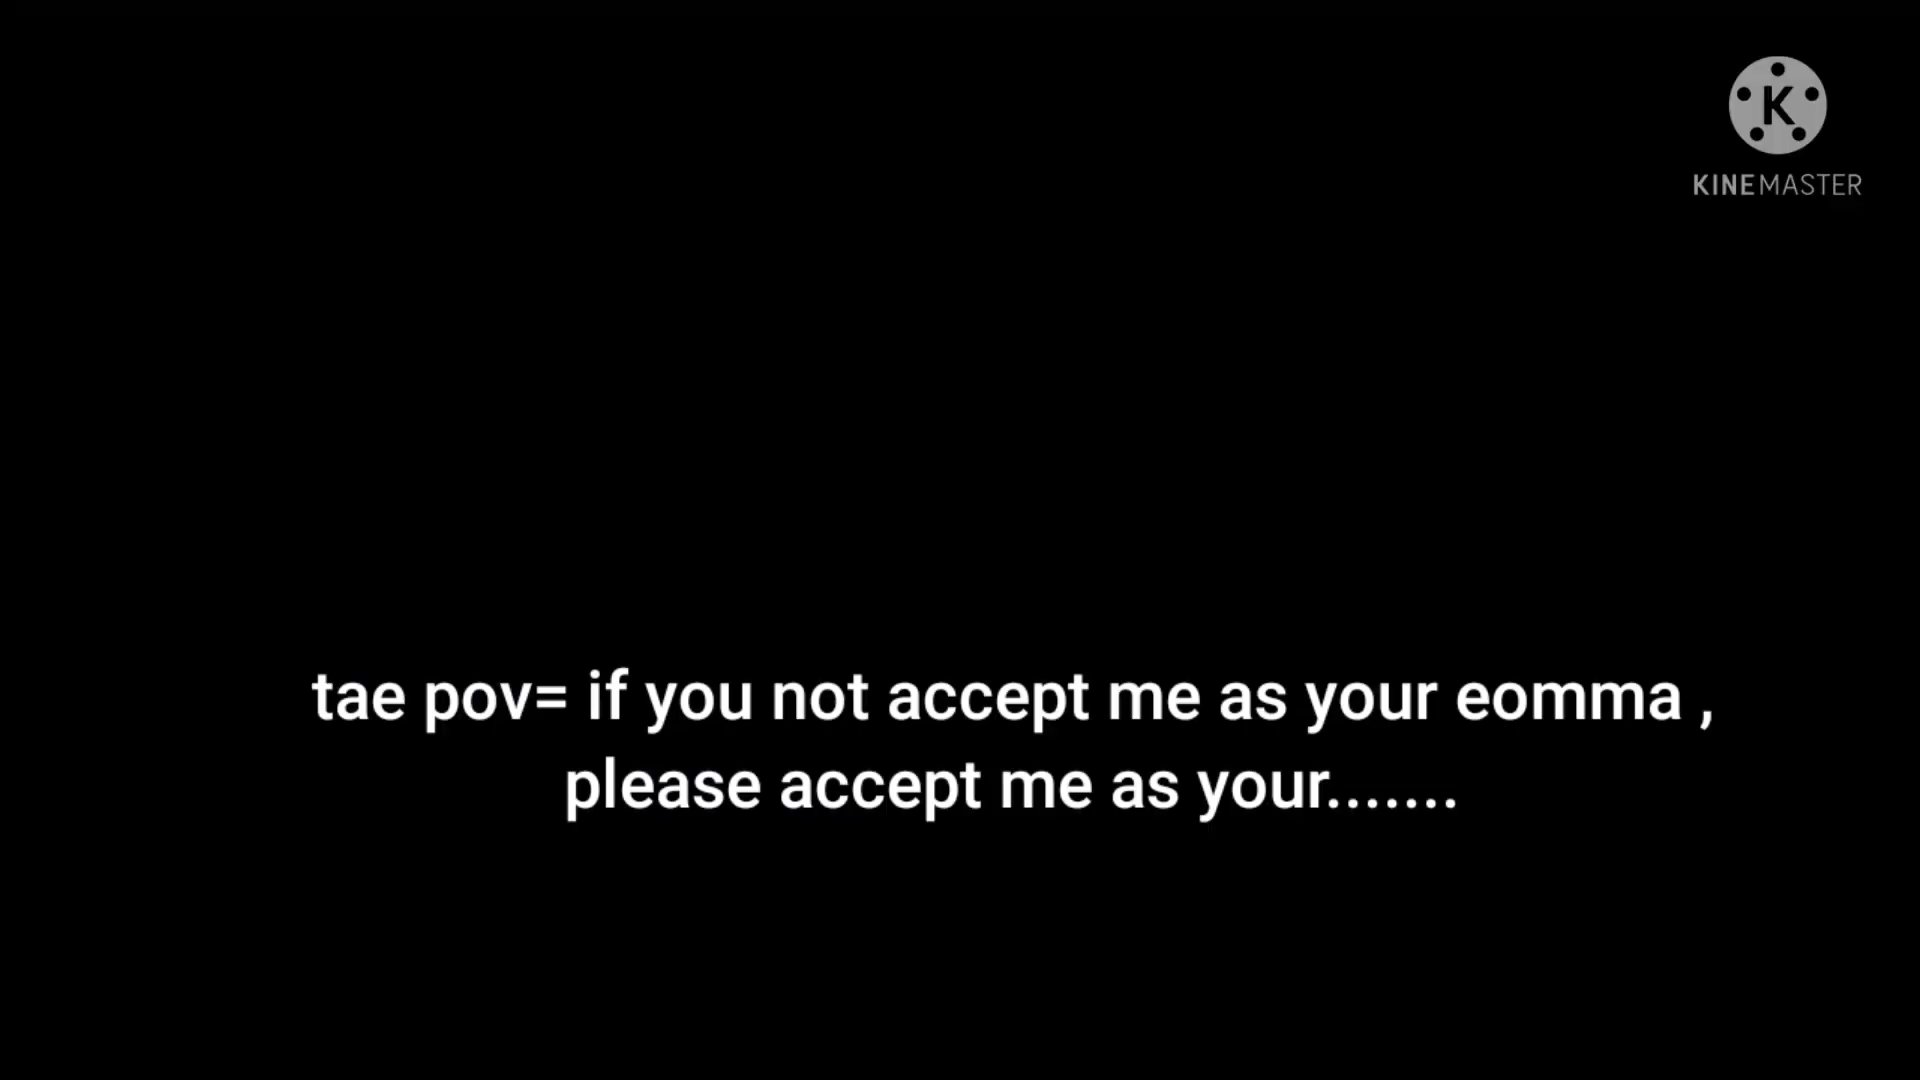 K
KINEMASTER
tae pov= if you not accept me as your eomma ,
please accept me as your.......